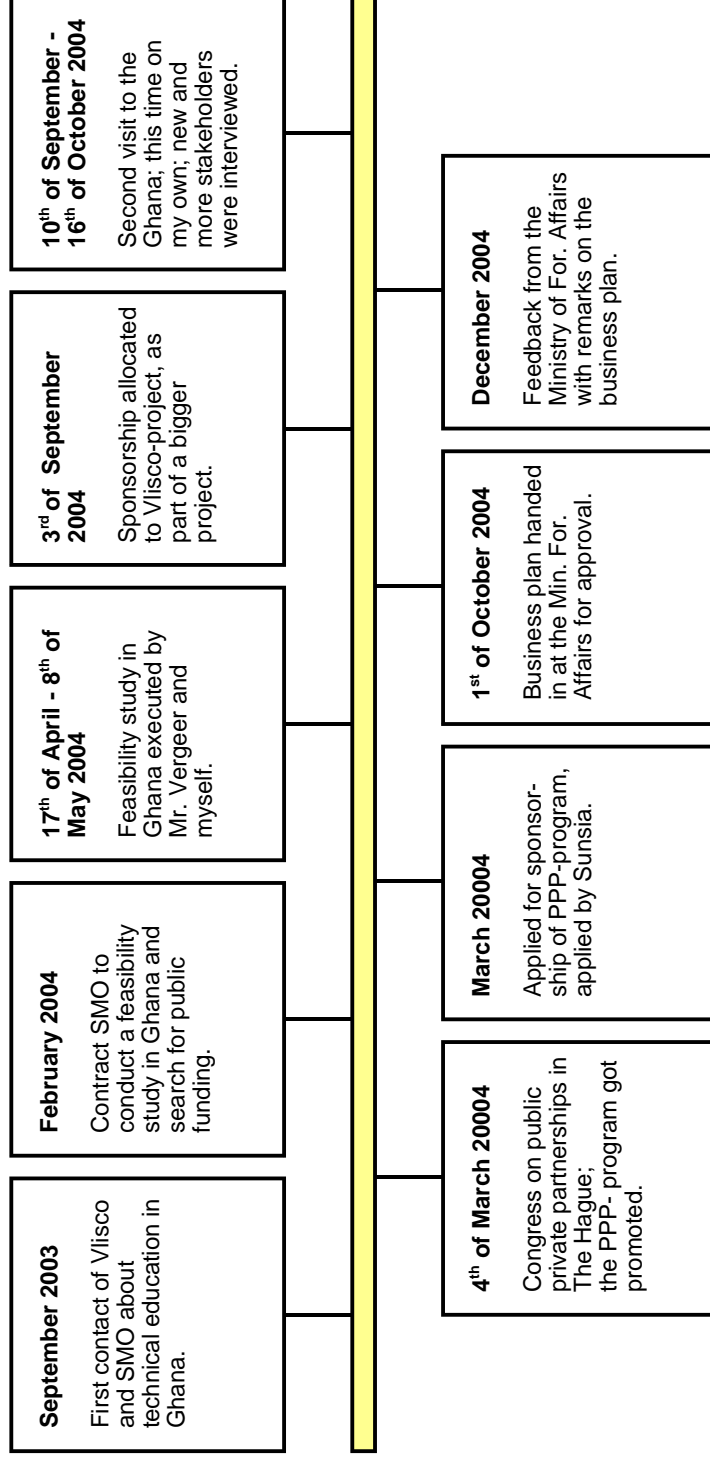 September 2003
First contact of Vlisco
and SMO about
technical education in
Ghana.
February 2004
Contract SMO to
conduct a feasibility
study in Ghana and
search for public
funding.
17th of April - 8th of
May 2004
Feasibility study in
Ghana executed by
Mr. Vergeer and
myself.
3rd of September
2004
Sponsorship allocated
to Vlisco-project, as
part of a bigger
project.
10th of September -
16th of October 2004
Second visit to the
Ghana; this time on
my own; new and
more stakeholders
were interviewed.
4th of March 20004
Congress on public
private partnerships in
The Hague;
the PPP- program got
promoted.
March 20004
Applied for sponsor-
ship of PPP-program,
applied by Sunsia.
1st of October 2004
Business plan handed
in at the Min. For.
Affairs for approval.
December 2004
Feedback from the
Ministry of For. Affairs
with remarks on the
business plan.